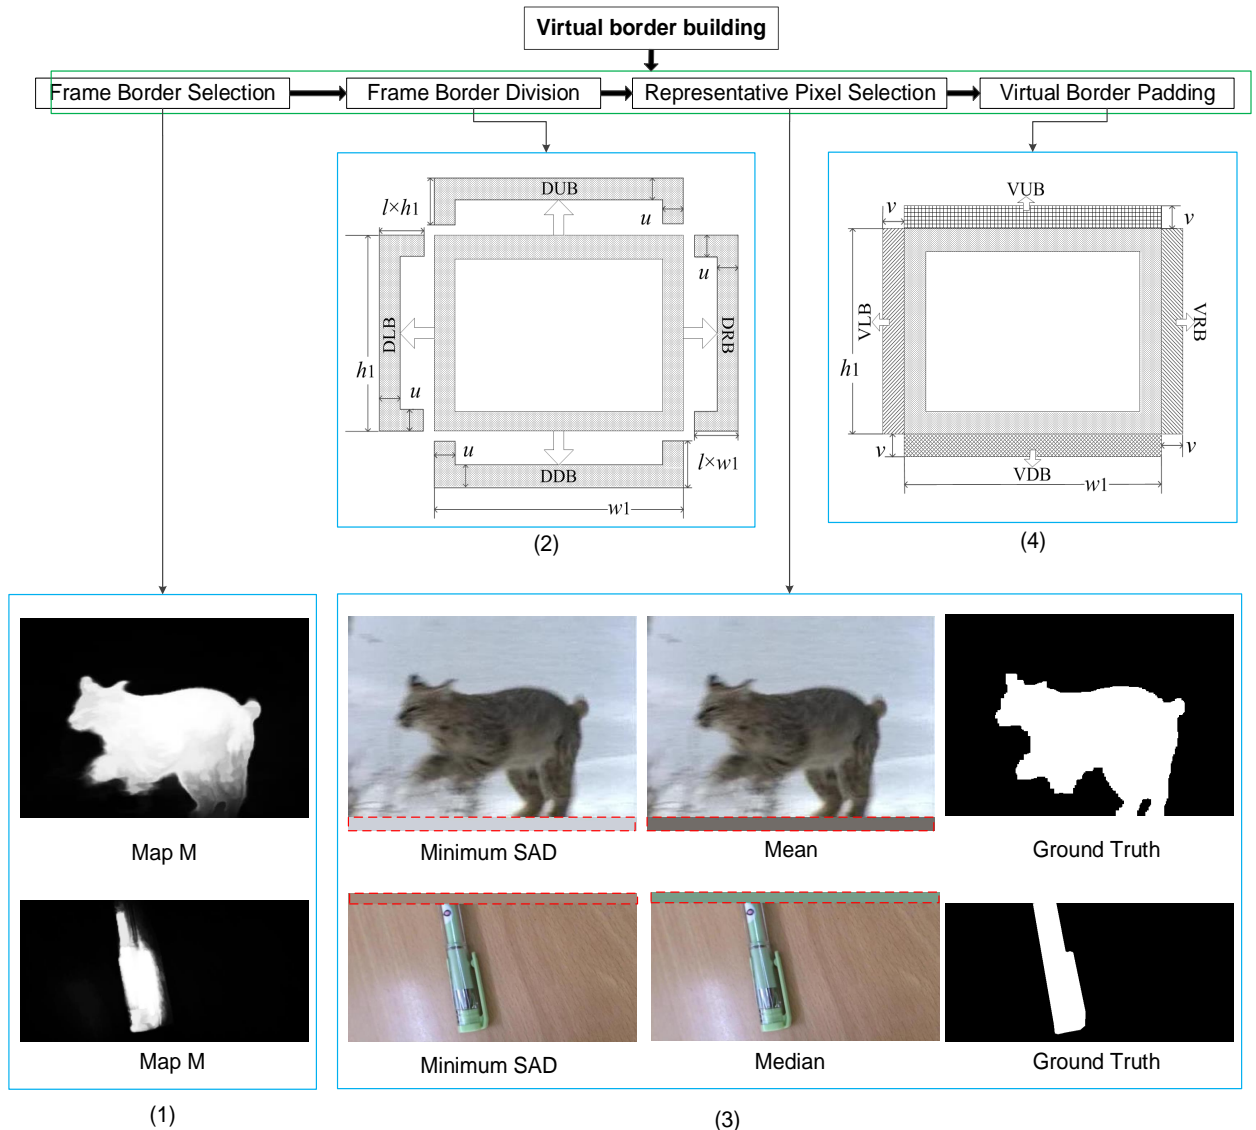 Virtual border building
Frame Border Selection
Frame Border Division
Representative Pixel Selection
Virtual Border Padding
DUB
l×h1
u
u
DLB
DRB
h1
u
u
l×w1
DDB
w1
(2)
VUB
v
v
VLB
VRB
h1
v
v
VDB
w1
(4)
Map M
Minimum SAD
Mean
Ground Truth
Map M
Minimum SAD
Median
Ground Truth
(1)
(3)